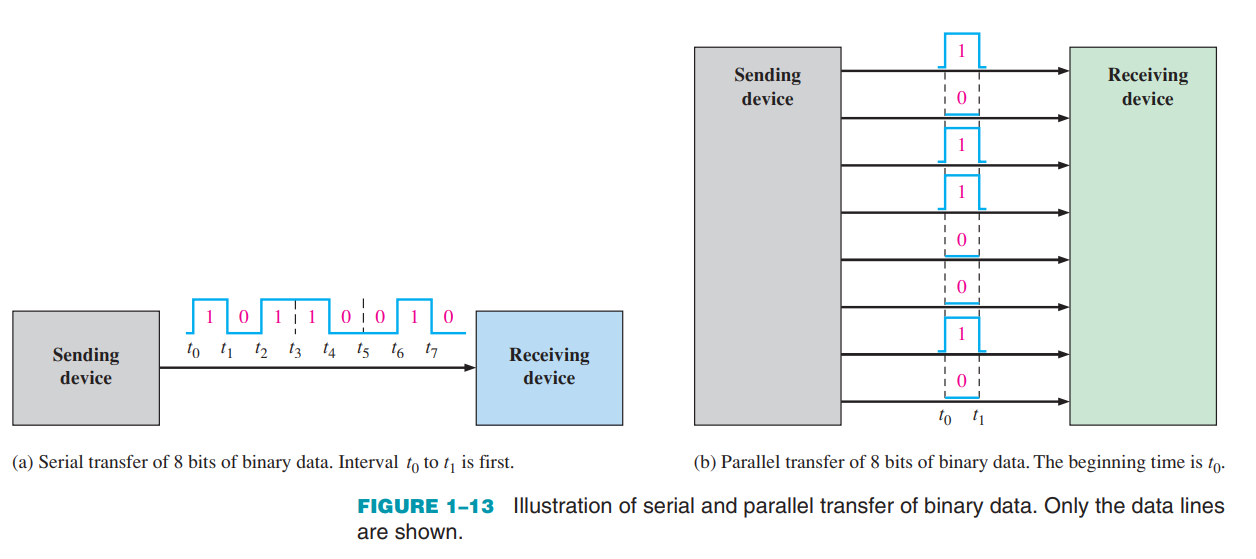 Sending
device
1 0 1 1 0 0 1 0
t0 t1 t2 t3 t4 t5 t6 t7
Receiving
device
(a) Serial transfer of 8 bits of binary data. Interval t0 to t1 is first.
Sending
device
1
0
1
1
0
0
1
0
t0 t1
Receiving
device
(b) Parallel transfer of 8 bits of binary data. The beginning time is t0.
FIGURE 1–13 Illustration of serial and parallel transfer of binary data. Only the data lines
are shown.